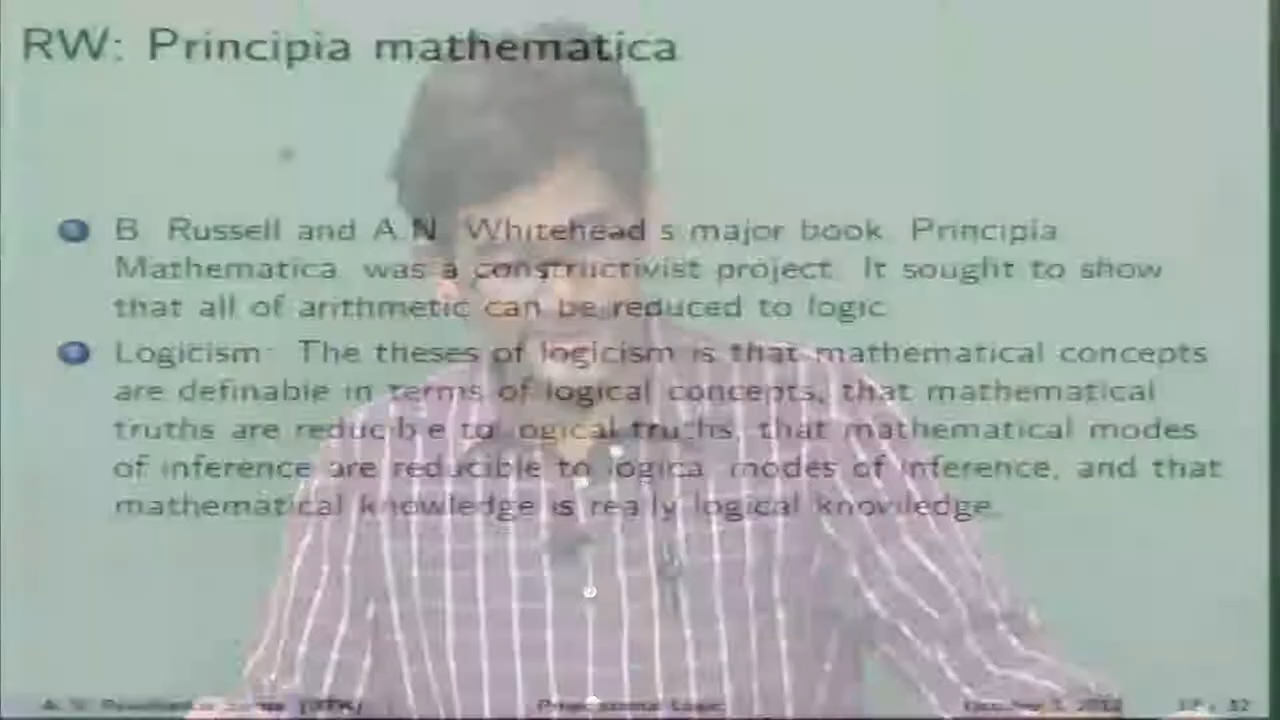 RW: Principia mathematica
B. Russell and A.N. Whitehead s major book, Principia
Mathematica, was a constructivist project. It sought to show
that all of arithmetic can be reduced to logic
Logicism: The theses of logicism is that mathematical concepts
are definable in terms of logical concepts, that mathematical
truths are reducible to logical truths, that mathematical modes
of inference are reducible to logical modes of inference, and that
mathematical knowledge is really logical knowledge.